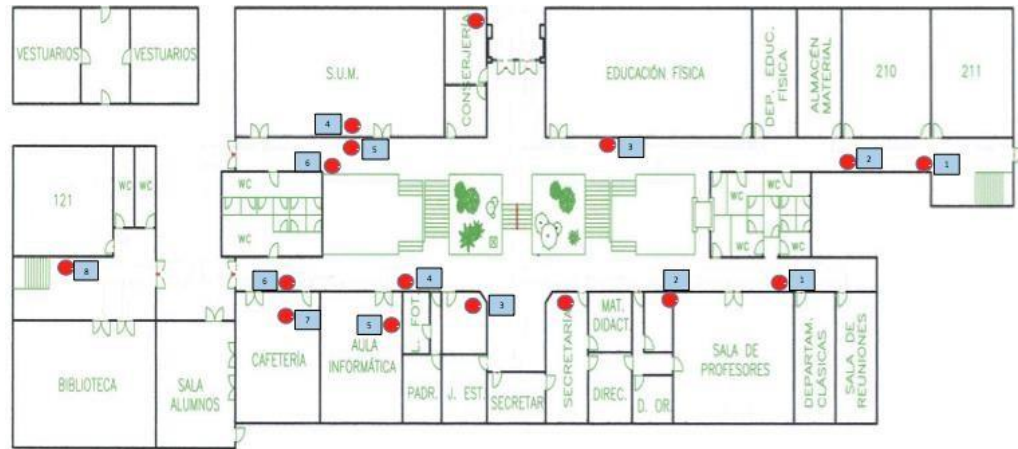 VESTUARIOS
VESTUARIOS
S.U.M.
CONSERJERÍA
EDUCACIÓN FÍSICA
DEP. EDUC.
FÍSICA
ALMACÉN
MATERIAL
210
211
4
5
6
3
2
1
121
WC
WC
WC
WC
WC
WC
WC
WC
8
6
4
3
2
1
7
5
CAFETERÍA
AULA
INFORMÁTICA
L. FOT.
PADR.
J. EST.
SECRETAR
SECRETARÍA
MAT.
DIDACT.
DIREC.
D. OR.
SALA DE
PROFESORES
DEPARTAM.
CLÁSICAS
SALA DE
REUNIONES
BIBLIOTECA
SALA
ALUMNOS